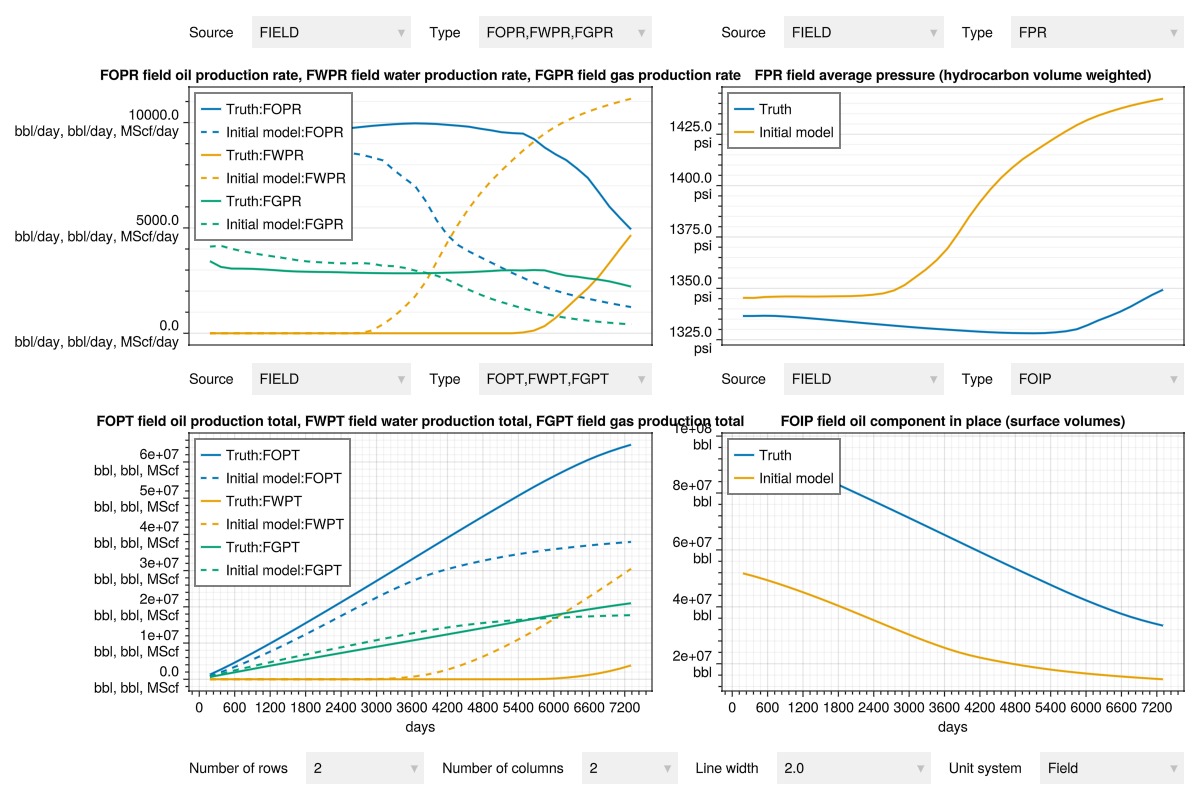 Source FIELD Type FOPR,FWPR,FGPR Source FIELD Type FPR
FOPR field oil production rate, FWPR field water production rate, FGPR field gas production rate
10000.0
bbl/day, bbl/day, MScf/day
5000.0
bbl/day, bbl/day, MScf/day
0.0
bbl/day, bbl/day, MScf/day
Truth:FOPR
Initial model:FOPR
Truth:FWPR
Initial model:FWPR
Truth:FGPR
Initial model:FGPR
FPR field average pressure (hydrocarbon volume weighted)
1425.0
psi
1400.0
psi
1375.0
psi
1350.0
psi
1325.0
psi
Truth
Initial model
Source FIELD Type FOPT,FWPT,FGPT Source FIELD Type FOIP
FOPT field oil production total, FWPT field water production total, FGPT field gas production total
6e+07
bbl, bbl, MScf
5e+07
bbl, bbl, MScf
4e+07
bbl, bbl, MScf
3e+07
bbl, bbl, MScf
2e+07
bbl, bbl, MScf
1e+07
bbl, bbl, MScf
0.0
bbl, bbl, MScf
Truth:FOPT
Initial model:FOPT
Truth:FWPT
Initial model:FWPT
Truth:FGPT
Initial model:FGPT
0 600 1200 1800 2400 3000 3600 4200 4800 5400 6000 6600 7200
days
FOIP field oil component in place (surface volumes)
1e+08
bbl
8e+07
bbl
6e+07
bbl
4e+07
bbl
2e+07
bbl
Truth
Initial model
0 600 1200 1800 2400 3000 3600 4200 4800 5400 6000 6600 7200
days
Number of rows 2 Number of columns 2 Line width 2.0 Unit system Field